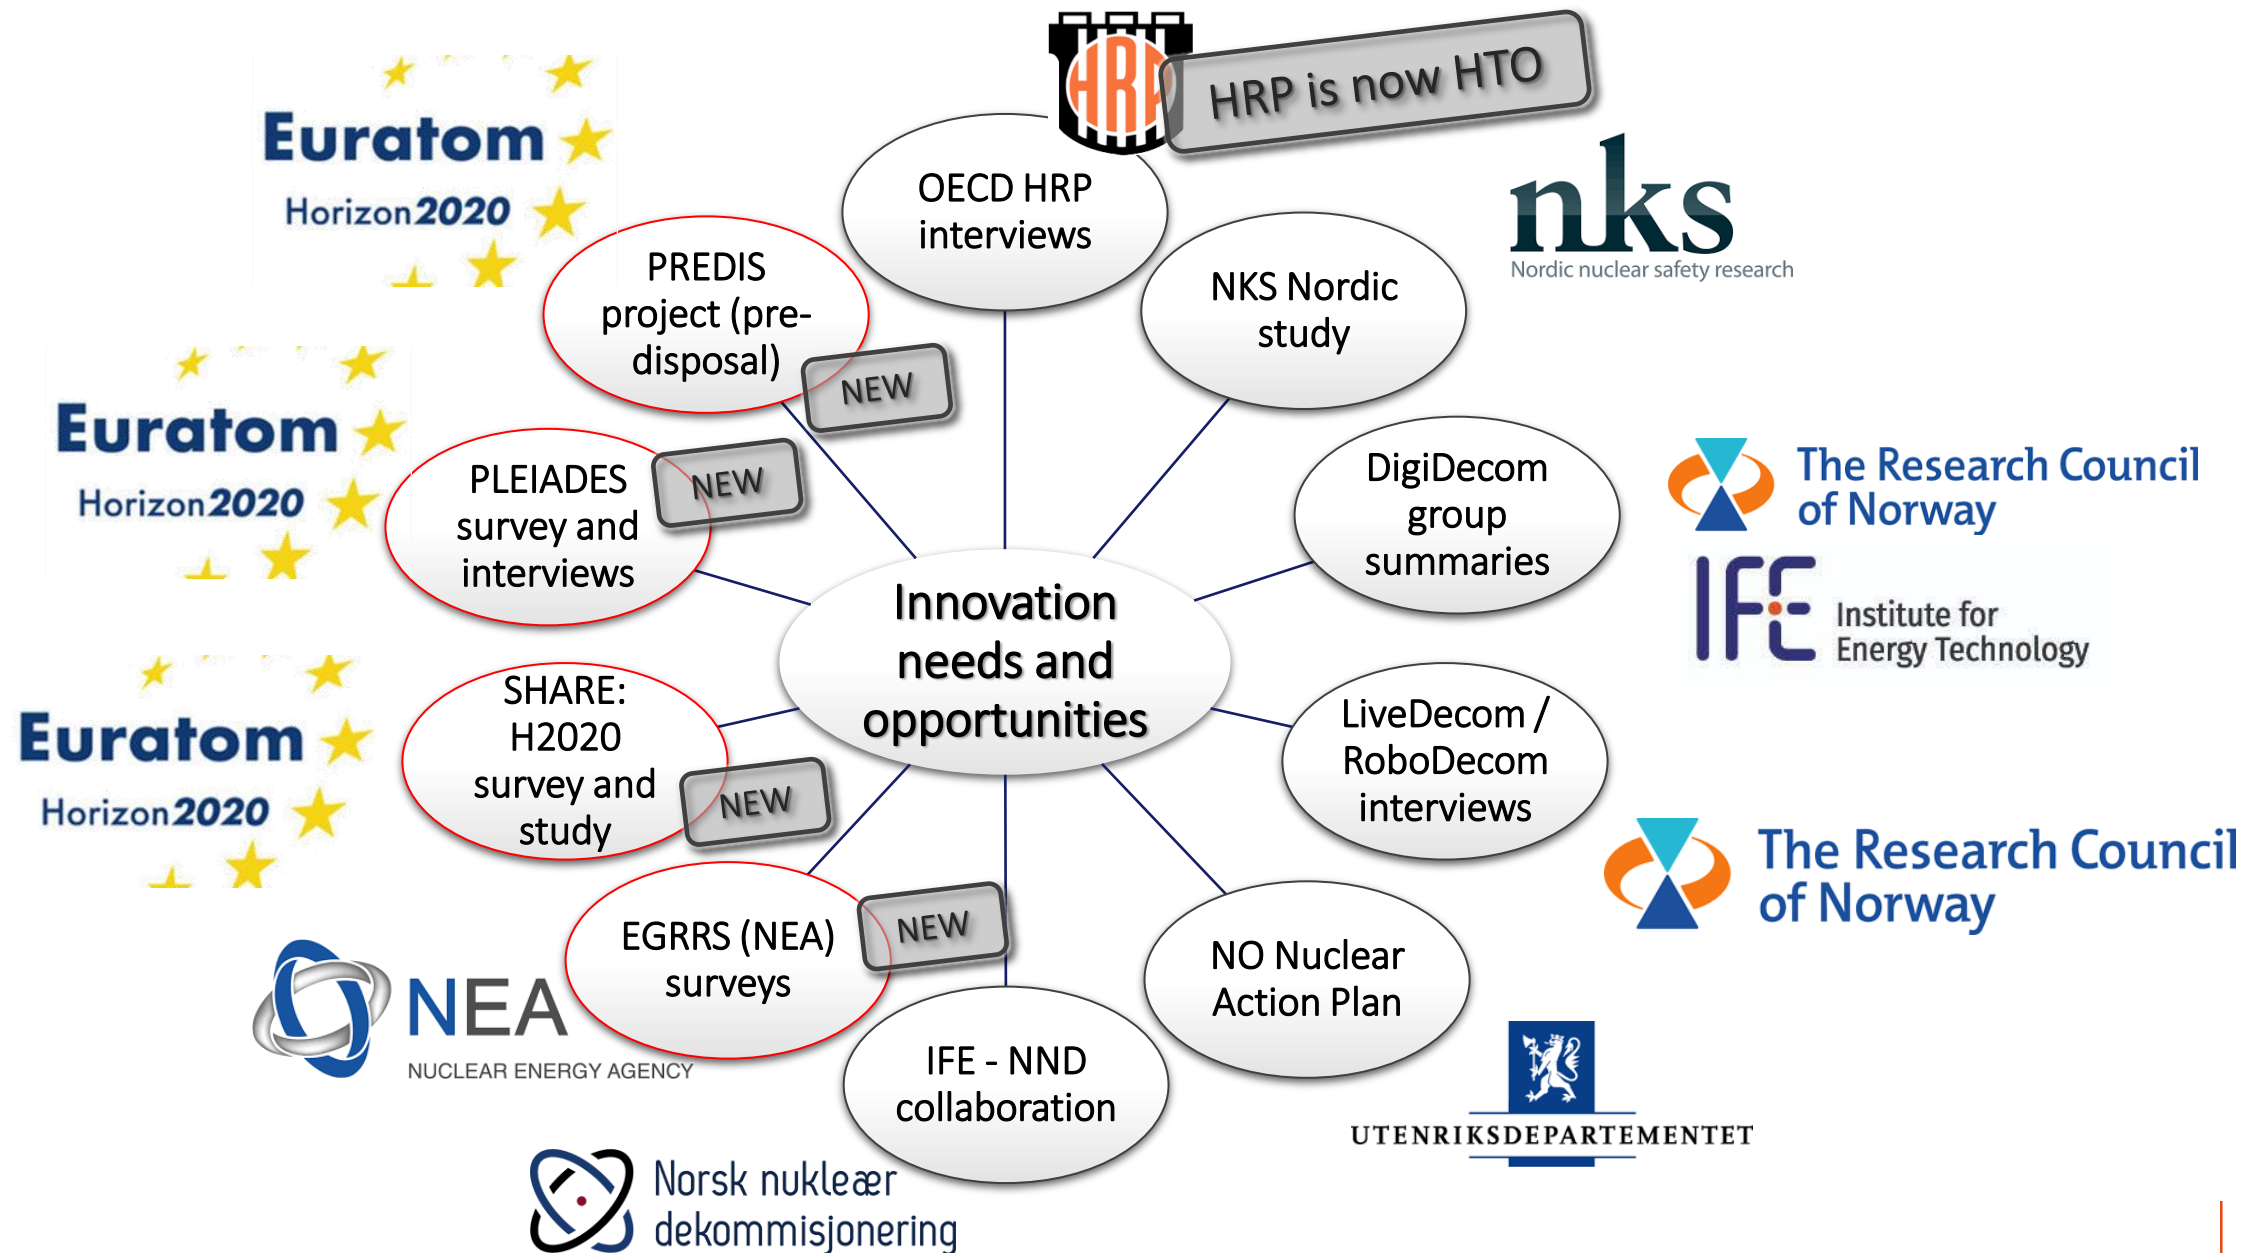 HRP
HRP is now HTO
Euratom
Horizon2020
OECD HRP
interviews
nks
Nordic nuclear safety research
PREDIS
project (pre-
disposal)
NEW
NKS Nordic
study
Euratom
Horizon2020
PLEIADES
survey and
interviews
NEW
DigiDecom
group
summaries
The Research Council
of Norway
IFE
Institute for
Energy Technology
Innovation
needs and
opportunities
Euratom
Horizon2020
SHARE:
H2020
survey and
study
NEW
LiveDecom /
RoboDecom
interviews
The Research Council
of Norway
EGRRS (NEA)
surveys
NEW
NEA
NUCLEAR ENERGY AGENCY
NO Nuclear
Action Plan
IFE - NND
collaboration
UTENRIKSDEPARTEMENTET
Norsk nukleær
dekommisjonering